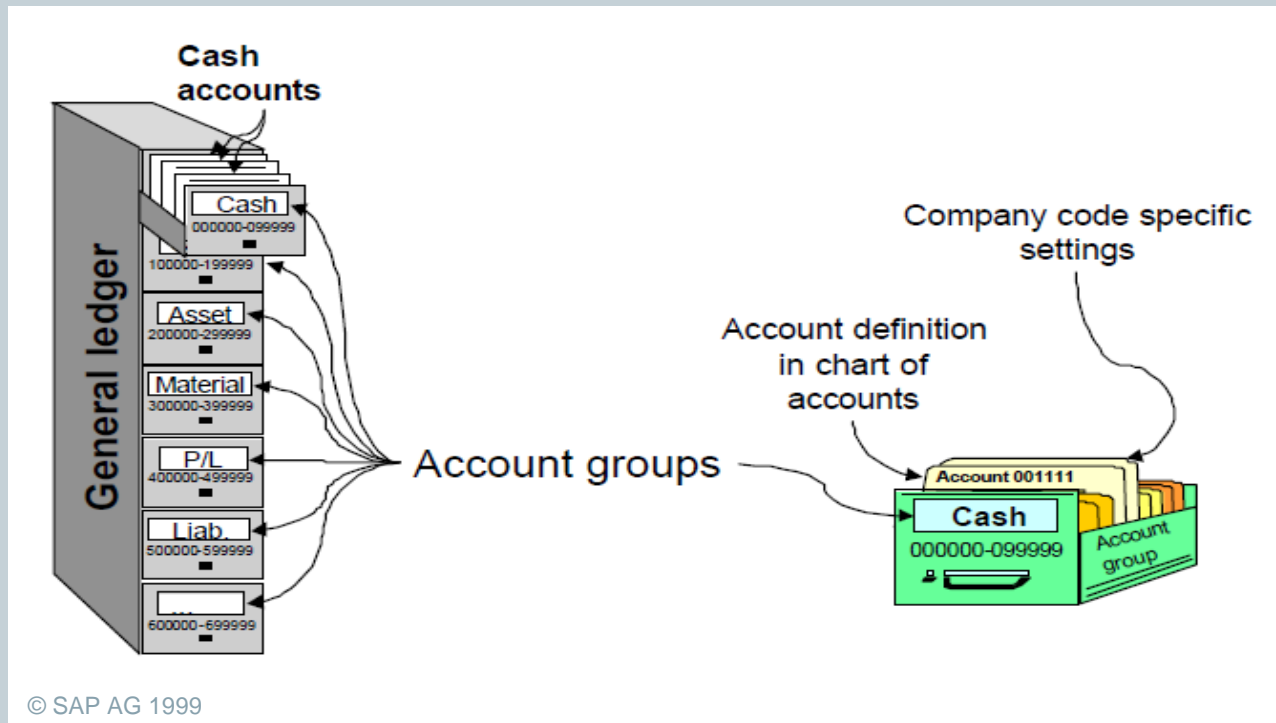 Cash
accounts
General ledger
Cash
000000-099999
100000-199999
Asset
200000-299999
Material
300000-399999
P/L
400000-499999
Liab.
500000-599999
...
600000-699999
Account groups
Company code specific
settings
Account definition
in chart of
accounts
Account 001111
Cash
000000-099999
Account
group
© SAP AG 1999